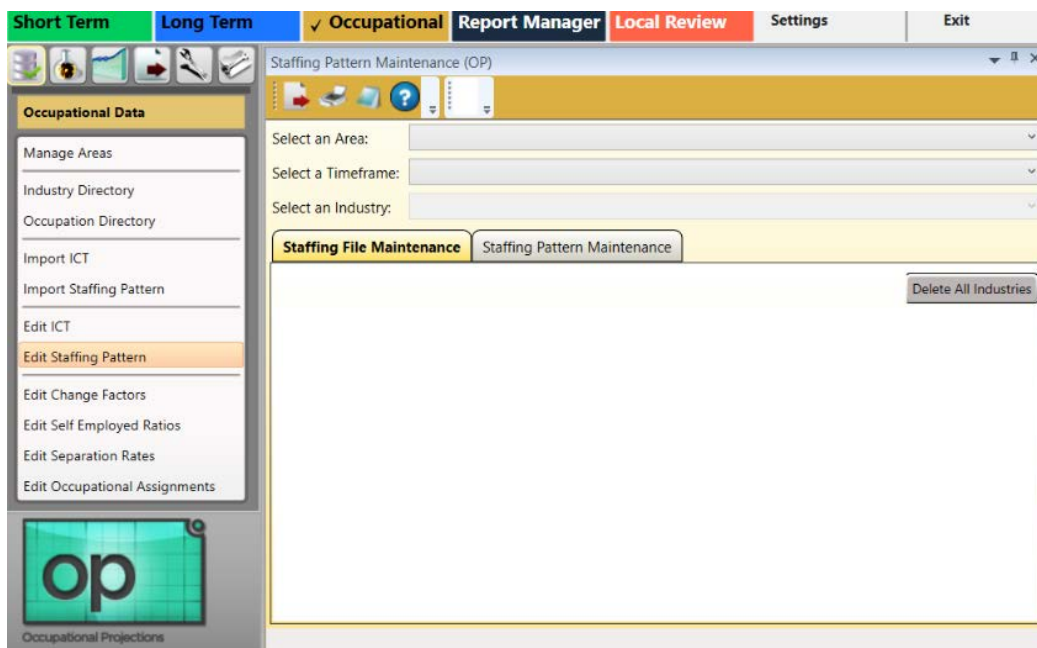 Short Term
Long Term
✓ Occupational
Report Manager
Local Review
Settings
Exit
Occupational Data
Manage Areas
Industry Directory
Occupation Directory
Import ICT
Import Staffing Pattern
Edit ICT
Edit Staffing Pattern
Edit Change Factors
Edit Self Employed Ratios
Edit Separation Rates
Edit Occupational Assignments
op
Occupational Projections
Staffing Pattern Maintenance (OP)
?
Select an Area:
Select a Timeframe:
Select an Industry:
Staffing File Maintenance
Staffing Pattern Maintenance
Delete All Industries